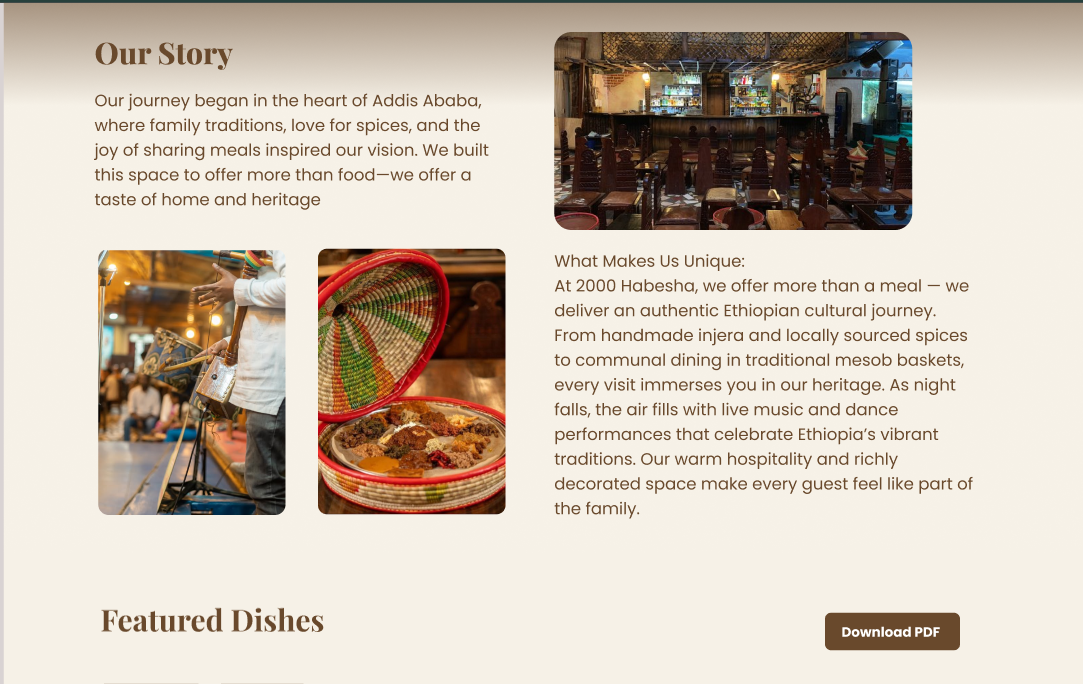 Our Story
Our journey began in the heart of Addis Ababa,
where family traditions, love for spices, and the
joy of sharing meals inspired our vision. We built
this space to offer more than food—we offer a
taste of home and heritage
What Makes Us Unique:
At 2000 Habesha, we offer more than a meal — we
deliver an authentic Ethiopian cultural journey.
From handmade injera and locally sourced spices
to communal dining in traditional mesob baskets,
every visit immerses you in our heritage. As night
falls, the air fills with live music and dance
performances that celebrate Ethiopia’s vibrant
traditions. Our warm hospitality and richly
decorated space make every guest feel like part of
the family.
Featured Dishes
Download PDF